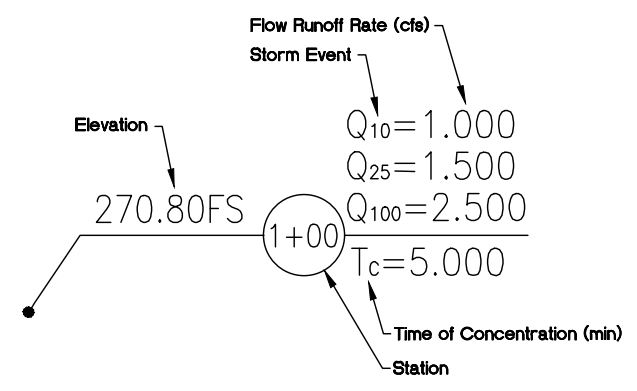 Flow Runoff Rate (cfs)
Storm Event
Elevation
Q10=1.000
Q25=1.500
270.80FS
Q100=2.500
1+00
Tc=5.000
Time of Concentration (min)
Station